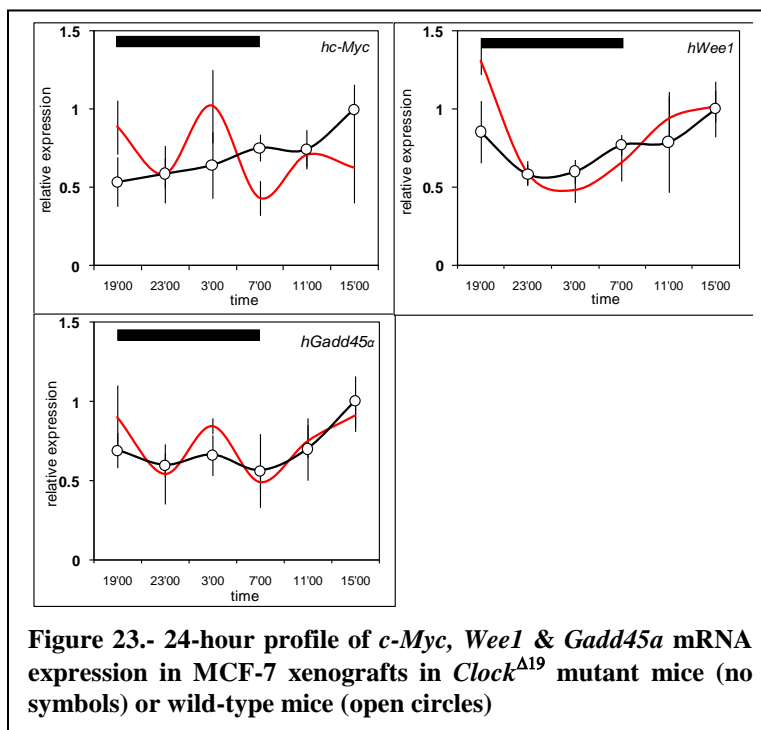 1.5
hc-Myc
relative expression
1
0.5
0
19'00 23'00 3'00 7'00 11'00 15'00
time
1.5
hWee1
relative expression
1
0.5
0
19'00 23'00 3'00 7'00 11'00 15'00
time
1.5
hGadd45α
relative expression
1
0.5
0
19'00 23'00 3'00 7'00 11'00 15'00
time
Figure 23.- 24-hour profile of c-Myc, Wee1 & Gadd45a mRNA
expression in MCF-7 xenografts in Clock^Δ19 mutant mice (no
symbols) or wild-type mice (open circles)